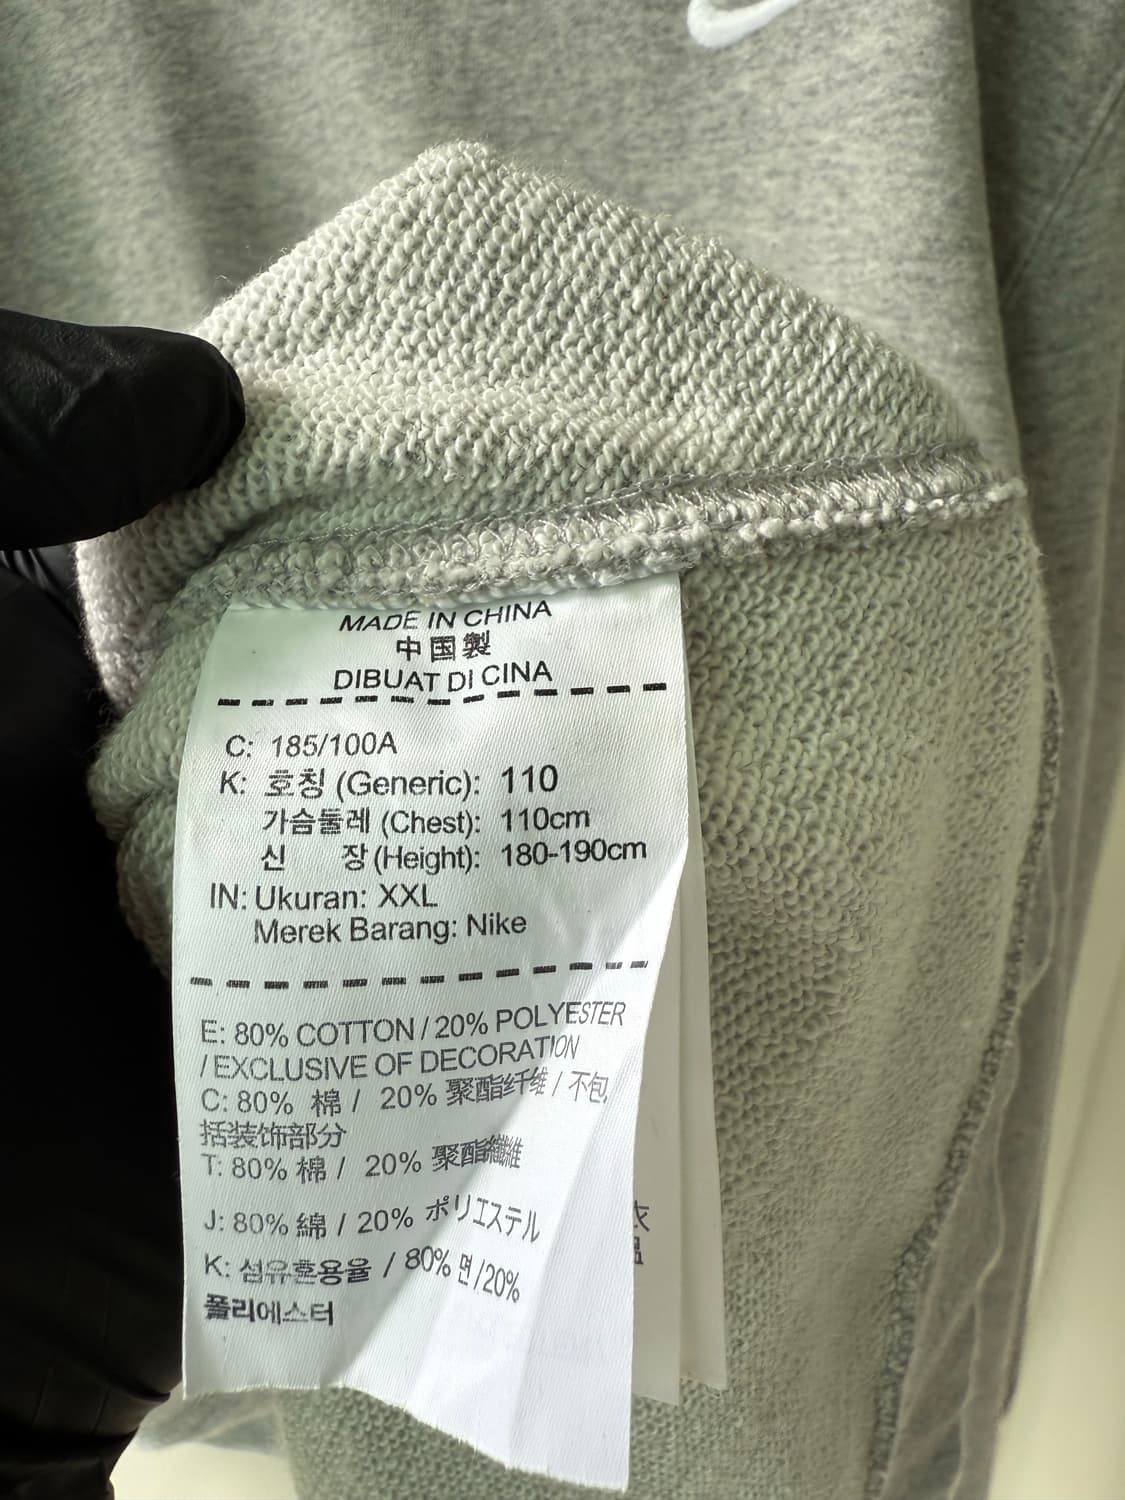 MADE IN CHINA
中国製
DIBUAT DI CINA
C: 185/100A
K: 호칭 (Generic): 110
가슴둘레 (Chest): 110cm
신 장 (Height): 180-190cm
IN: Ukuran: XXL
Merek Barang: Nike
E: 80% COTTON / 20% POLYESTER
/ EXCLUSIVE OF DECORATION
C: 80% 棉 / 20% 聚酯纤维 / 不包
括装饰部分
T: 80% 棉 / 20% 聚酯纖維
J: 80% 綿 / 20% ポリエステル
K: 섬유혼용율 / 80% 면 /20%
폴리에스터